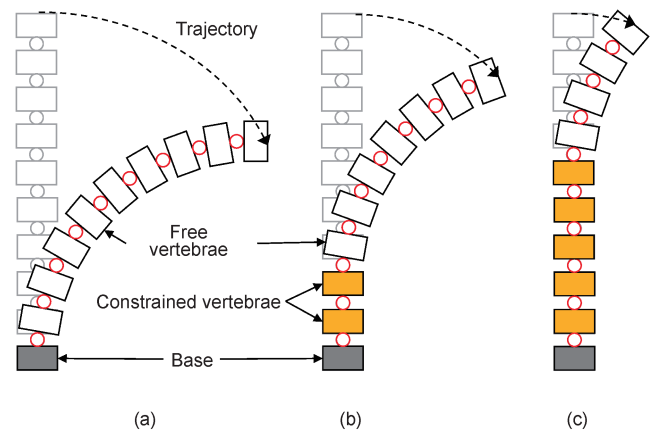 Trajectory
Free
vertebrae
Constrained vertebrae
Base
(a)
(b)
(c)